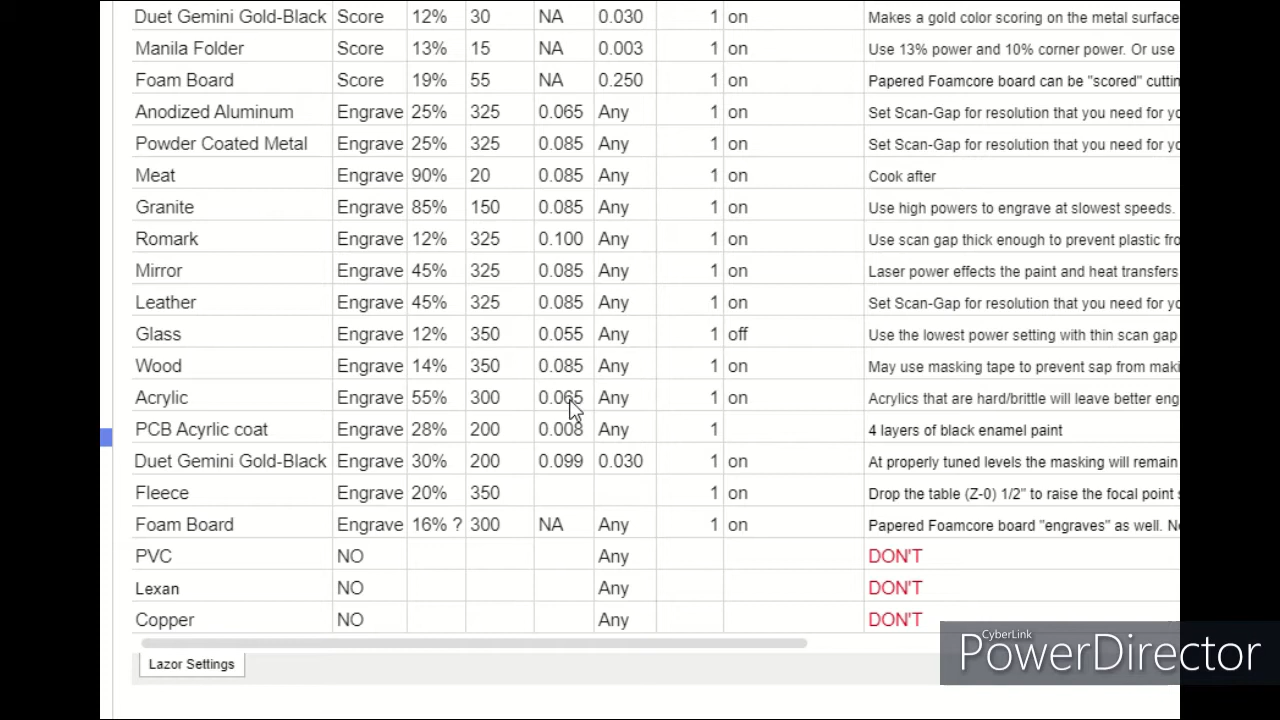 Duet Gemini Gold-Black Score 12% 30 NA 0.030 1 on Makes a gold color scoring on the metal surface
Manila Folder Score 13% 15 NA 0.003 1 on Use 13% power and 10% corner power. Or use
Foam Board Score 19% 55 NA 0.250 1 on Papered Foamcore board can be "scored" cuttin
Anodized Aluminum Engrave 25% 325 0.065 Any 1 on Set Scan-Gap for resolution that you need for yo
Powder Coated Metal Engrave 25% 325 0.085 Any 1 on Set Scan-Gap for resolution that you need for yo
Meat Engrave 90% 20 0.085 Any 1 on Cook after
Granite Engrave 85% 150 0.085 Any 1 on Use high powers to engrave at slowest speeds.
Romark Engrave 12% 325 0.100 Any 1 on Use scan gap thick enough to prevent plastic fro
Mirror Engrave 45% 325 0.085 Any 1 on Laser power effects the paint and heat transfers
Leather Engrave 45% 325 0.085 Any 1 on Set Scan-Gap for resolution that you need for yo
Glass Engrave 12% 350 0.055 Any 1 off Use the lowest power setting with thin scan gap
Wood Engrave 14% 350 0.085 Any 1 on May use masking tape to prevent sap from maki
Acrylic Engrave 55% 300 0.065 Any 1 on Acrylics that are hard/brittle will leave better eng
PCB Acyrlic coat Engrave 28% 200 0.008 Any 1 4 layers of black enamel paint
Duet Gemini Gold-Black Engrave 30% 200 0.099 0.030 1 on At properly tuned levels the masking will remain
Fleece Engrave 20% 350 1 on Drop the table (Z-0) 1/2" to raise the focal point s
Foam Board Engrave 16% ? 300 NA Any 1 on Papered Foamcore board "engraves" as well. No
PVC NO Any DON'T
Lexan NO Any DON'T
Copper NO Any DON'T
Lazor Settings
CyberLink
PowerDirector